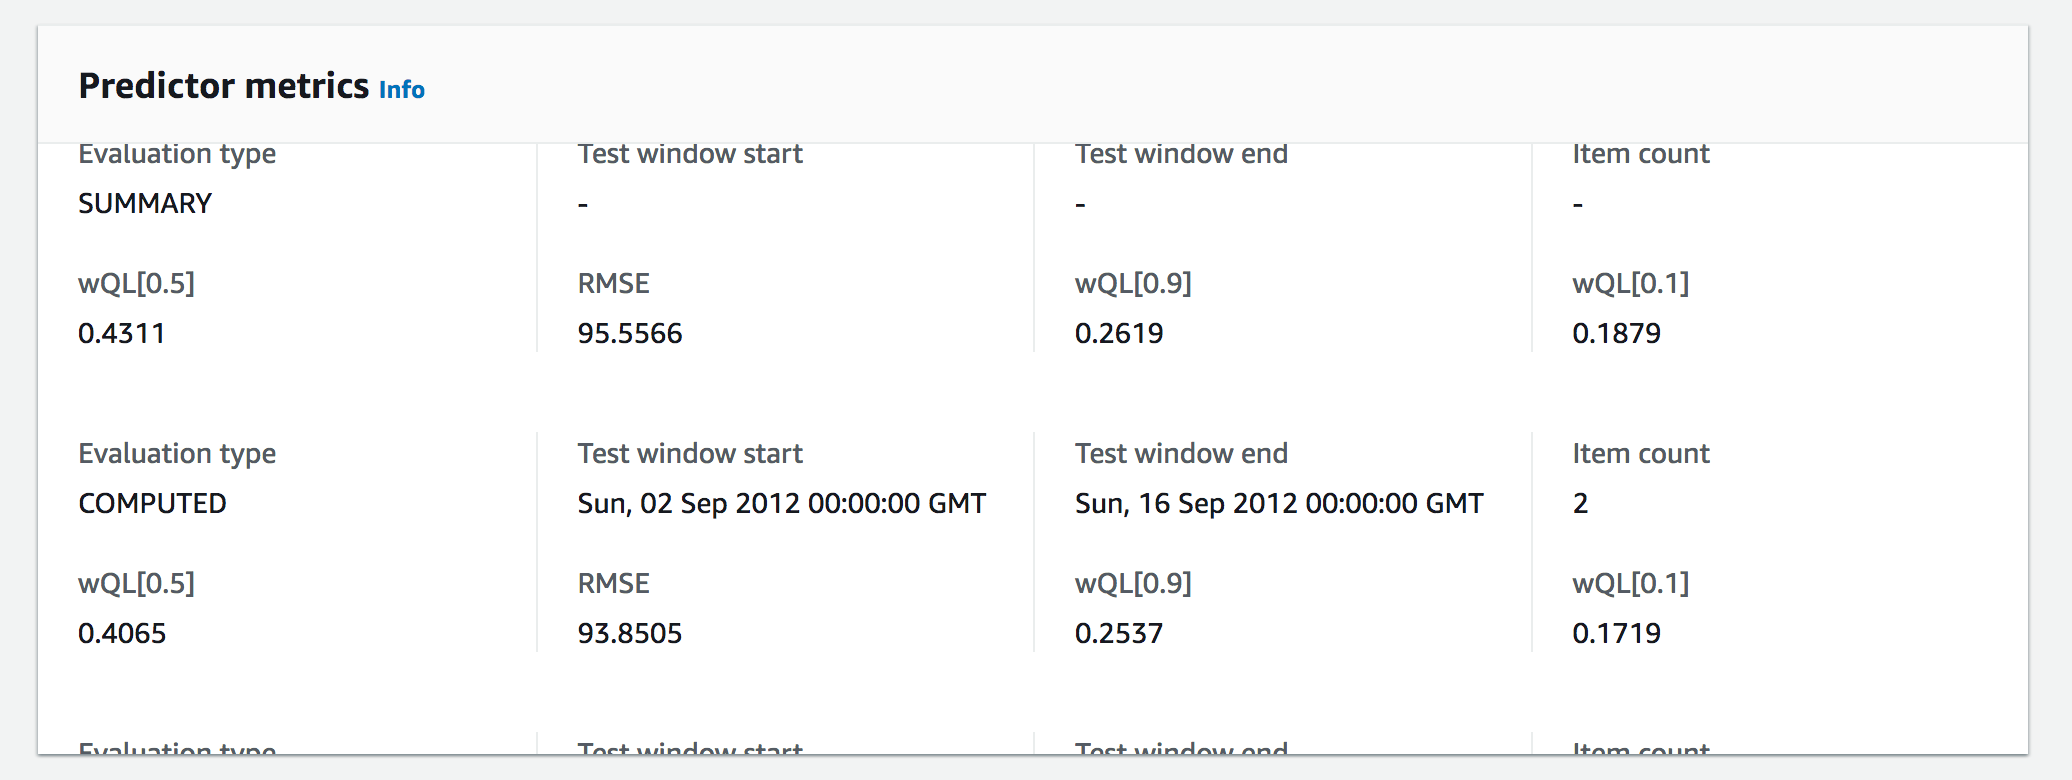 Predictor metrics Info
Evaluation type Test window start Test window end Item count
SUMMARY - - -
wQL[0.5] RMSE wQL[0.9] wQL[0.1]
0.4311 95.5566 0.2619 0.1879
Evaluation type Test window start Test window end Item count
COMPUTED Sun, 02 Sep 2012 00:00:00 GMT Sun, 16 Sep 2012 00:00:00 GMT 2
wQL[0.5] RMSE wQL[0.9] wQL[0.1]
0.4065 93.8505 0.2537 0.1719
Evaluation type Test window start Test window end Item count